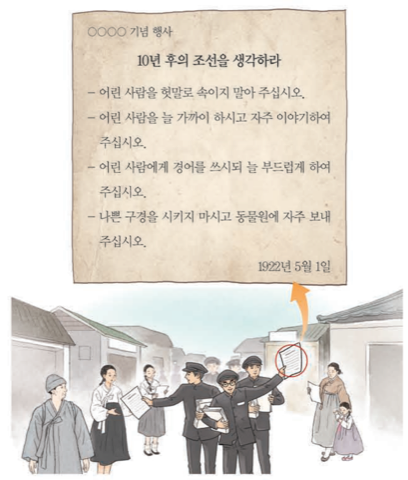 ○○○○ 기념 행사
10년 후의 조선을 생각하라
- 어린 사람을 헛말로 속이지 말아 주십시오.
- 어린 사람을 늘 가까이 하시고 자주 이야기하여
주십시오.
- 어린 사람에게 경어를 쓰시되 늘 부드럽게 하여
주십시오.
- 나쁜 구경을 시키지 마시고 동물원에 자주 보내
주십시오.
1922년 5월 1일